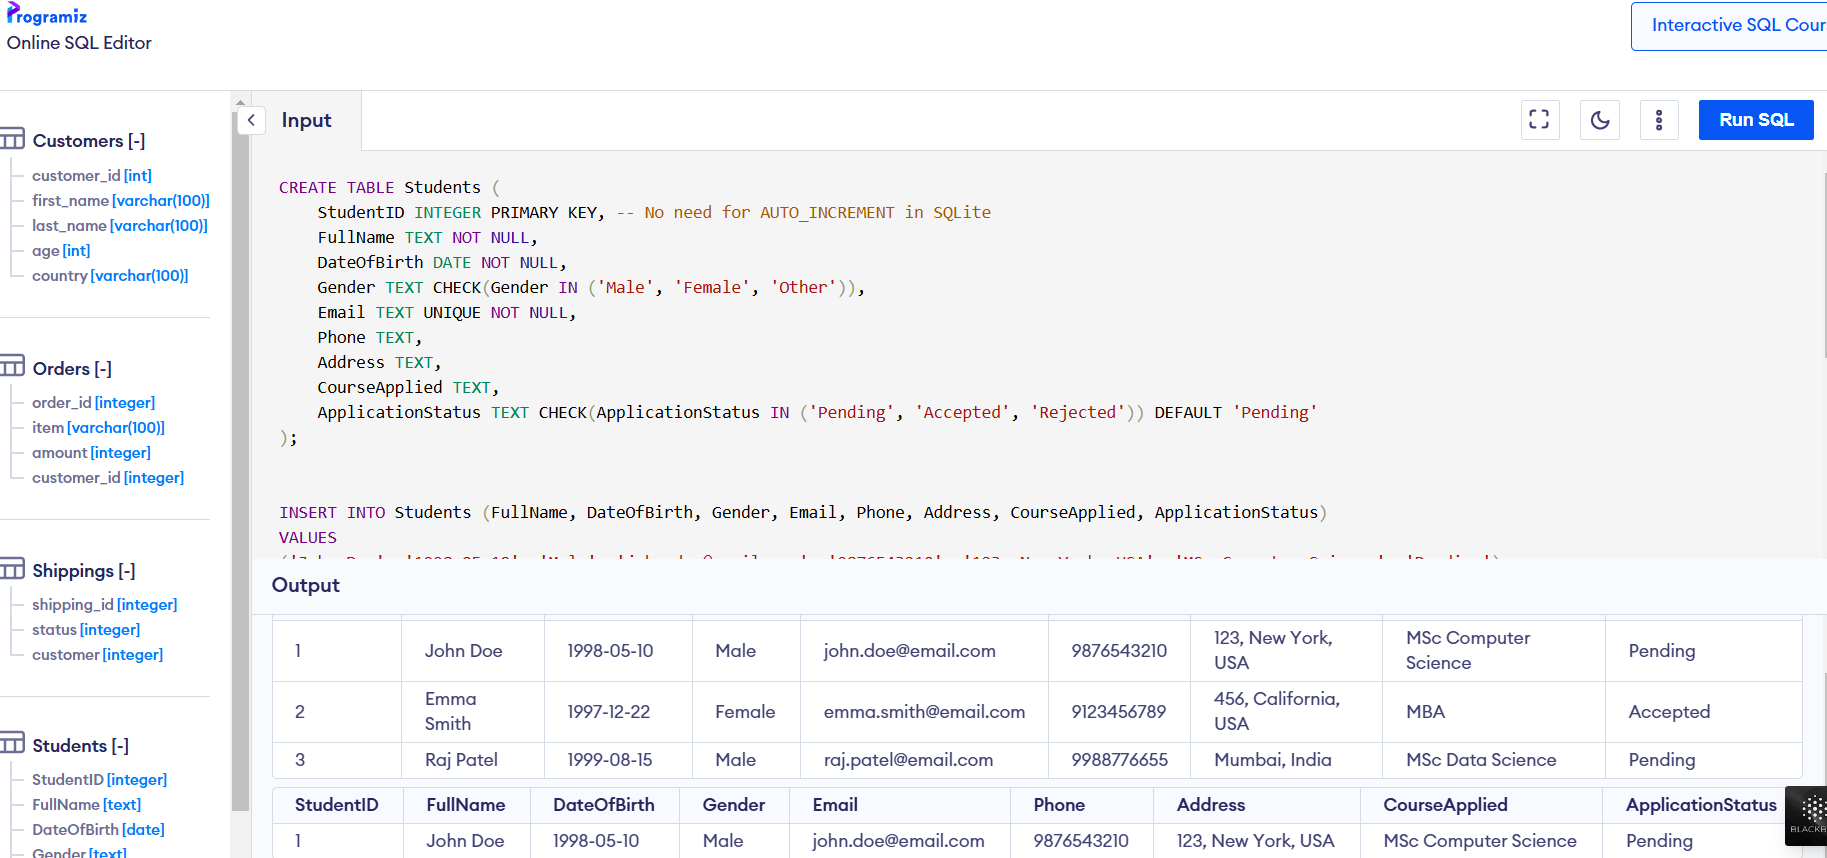 Programiz
Online SQL Editor
Interactive SQL Cour
Customers [-]
customer_id [int]
first_name [varchar(100)]
last_name [varchar(100)]
age [int]
country [varchar(100)]
Orders [-]
order_id [integer]
item [varchar(100)]
amount [integer]
customer_id [integer]
Shippings [-]
shipping_id [integer]
status [integer]
customer [integer]
Students [-]
StudentID [integer]
FullName [text]
DateOfBirth [date]
Gender [text]
Input
Run SQL
CREATE TABLE Students (
    StudentID INTEGER PRIMARY KEY, -- No need for AUTO_INCREMENT in SQLite
    FullName TEXT NOT NULL,
    DateOfBirth DATE NOT NULL,
    Gender TEXT CHECK(Gender IN ('Male', 'Female', 'Other')),
    Email TEXT UNIQUE NOT NULL,
    Phone TEXT,
    Address TEXT,
    CourseApplied TEXT,
    ApplicationStatus TEXT CHECK(ApplicationStatus IN ('Pending', 'Accepted', 'Rejected')) DEFAULT 'Pending'
);
INSERT INTO Students (FullName, DateOfBirth, Gender, Email, Phone, Address, CourseApplied, ApplicationStatus)
VALUES
Output
1 John Doe 1998-05-10 Male john.doe@email.com 9876543210 123, New York, USA MSc Computer Science Pending
2 Emma Smith 1997-12-22 Female emma.smith@email.com 9123456789 456, California, USA MBA Accepted
3 Raj Patel 1999-08-15 Male raj.patel@email.com 9988776655 Mumbai, India MSc Data Science Pending
StudentID FullName DateOfBirth Gender Email Phone Address CourseApplied ApplicationStatus
1 John Doe 1998-05-10 Male john.doe@email.com 9876543210 123, New York, USA MSc Computer Science Pending
BLACKB